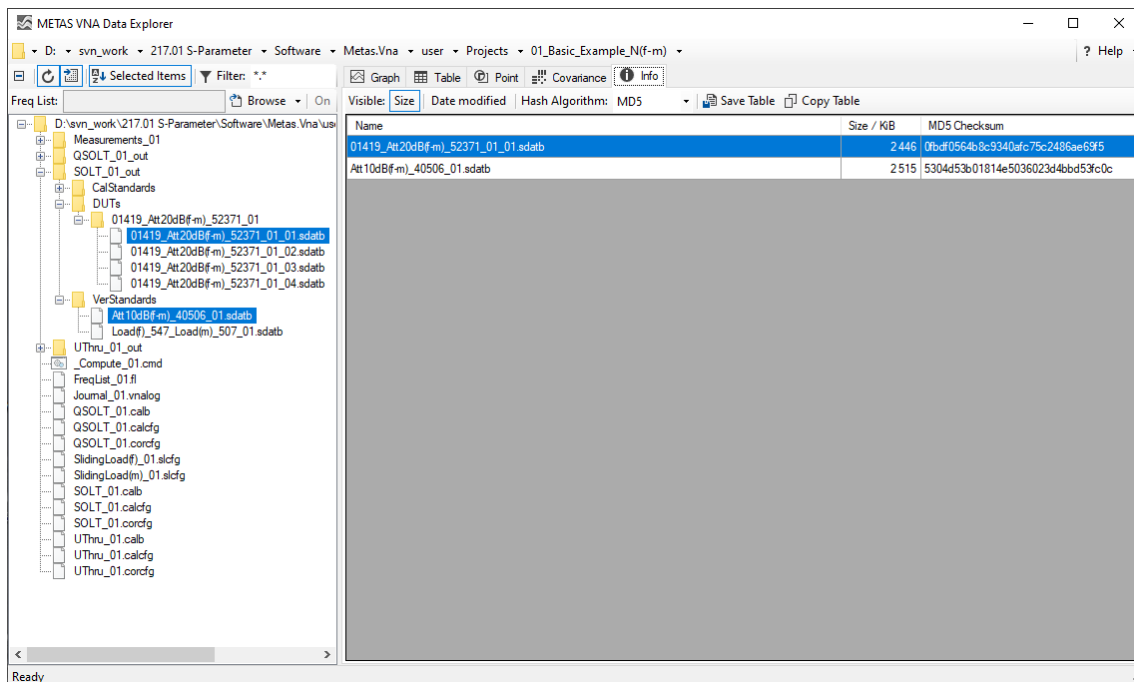 METAS VNA Data Explorer
D: svn_work 217.01 S-Parameter Software Metas.Vna user Projects 01_Basic_Example_N(f-m) ? Help
Selected Items Filter: *.*
Graph Table Point Covariance Info
Freq List: Browse On
Visible: Size Date modified Hash Algorithm: MD5 Save Table Copy Table
D:\svn_work\217.01 S-Parameter\Software\Metas.Vna\us
Measurements_01
QSOLT_01_out
SOLT_01_out
CalStandards
DUTs
01419_Att20dB(f-m)_52371_01
01419_Att20dB(f-m)_52371_01_01.sdatb
01419_Att20dB(f-m)_52371_01_02.sdatb
01419_Att20dB(f-m)_52371_01_03.sdatb
01419_Att20dB(f-m)_52371_01_04.sdatb
VerStandards
Att10dB(f-m)_40506_01.sdatb
Load(f)_547_Load(m)_507_01.sdatb
UThru_01_out
_Compute_01.cmd
FreqList_01.fl
Journal_01.vnalog
QSOLT_01.calb
QSOLT_01.calcfg
QSOLT_01.corcfg
SlidingLoad(f)_01.slcfg
SlidingLoad(m)_01.slcfg
SOLT_01.calb
SOLT_01.calcfg
SOLT_01.corcfg
UThru_01.calb
UThru_01.calcfg
UThru_01.corcfg
Name Size / KiB MD5 Checksum
01419_Att20dB(f-m)_52371_01_01.sdatb 2 446 0fbdf0564b8c9340afc75c2486ae69f5
Att10dB(f-m)_40506_01.sdatb 2 515 5304d53b01814e5036023d4bbd53fc0c
Ready